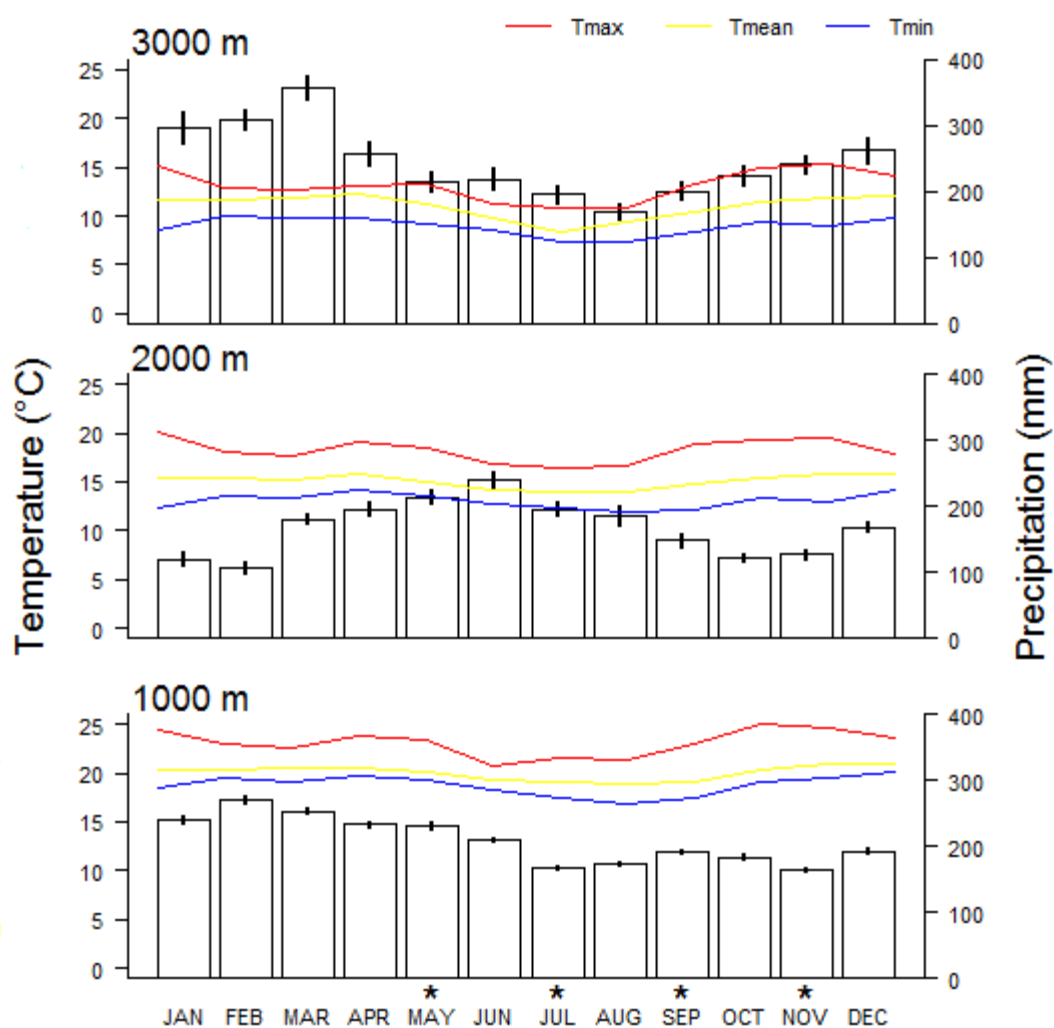 Tmax Tmean Tmin
3000 m
25 400
20 300
15
10 200
5 100
0 0
2000 m
25 400
20 300
15
10 200
5 100
0 0
Temperature (°C)
Precipitation (mm)
1000 m
25 400
20 300
15
10 200
5 100
0 0
* * * *
JAN FEB MAR APR MAY JUN JUL AUG SEP OCT NOV DEC